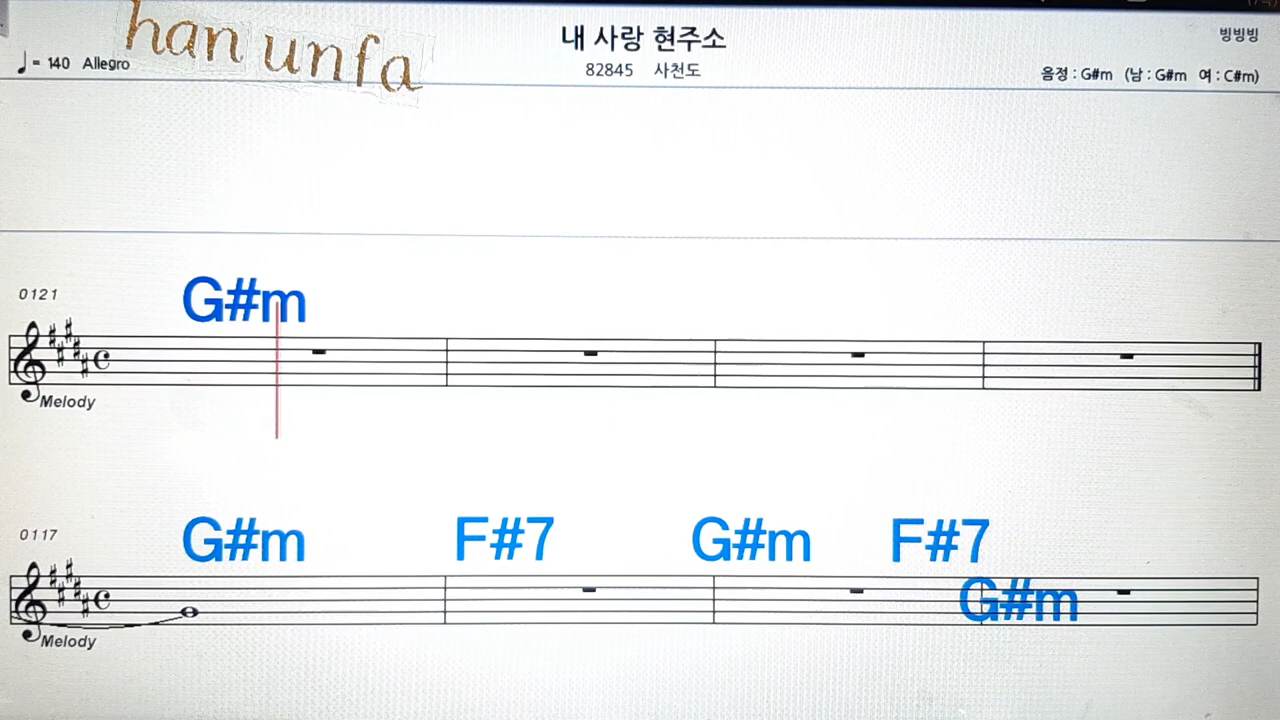 han unfa
내 사랑 현주소
빙빙빙
♩= 140 Allegro
82845 사천도
음정 : G#m (남 : G#m 여 : C#m)
0121
G#m
Melody
0117
G#m F#7 G#m F#7
G#m
Melody